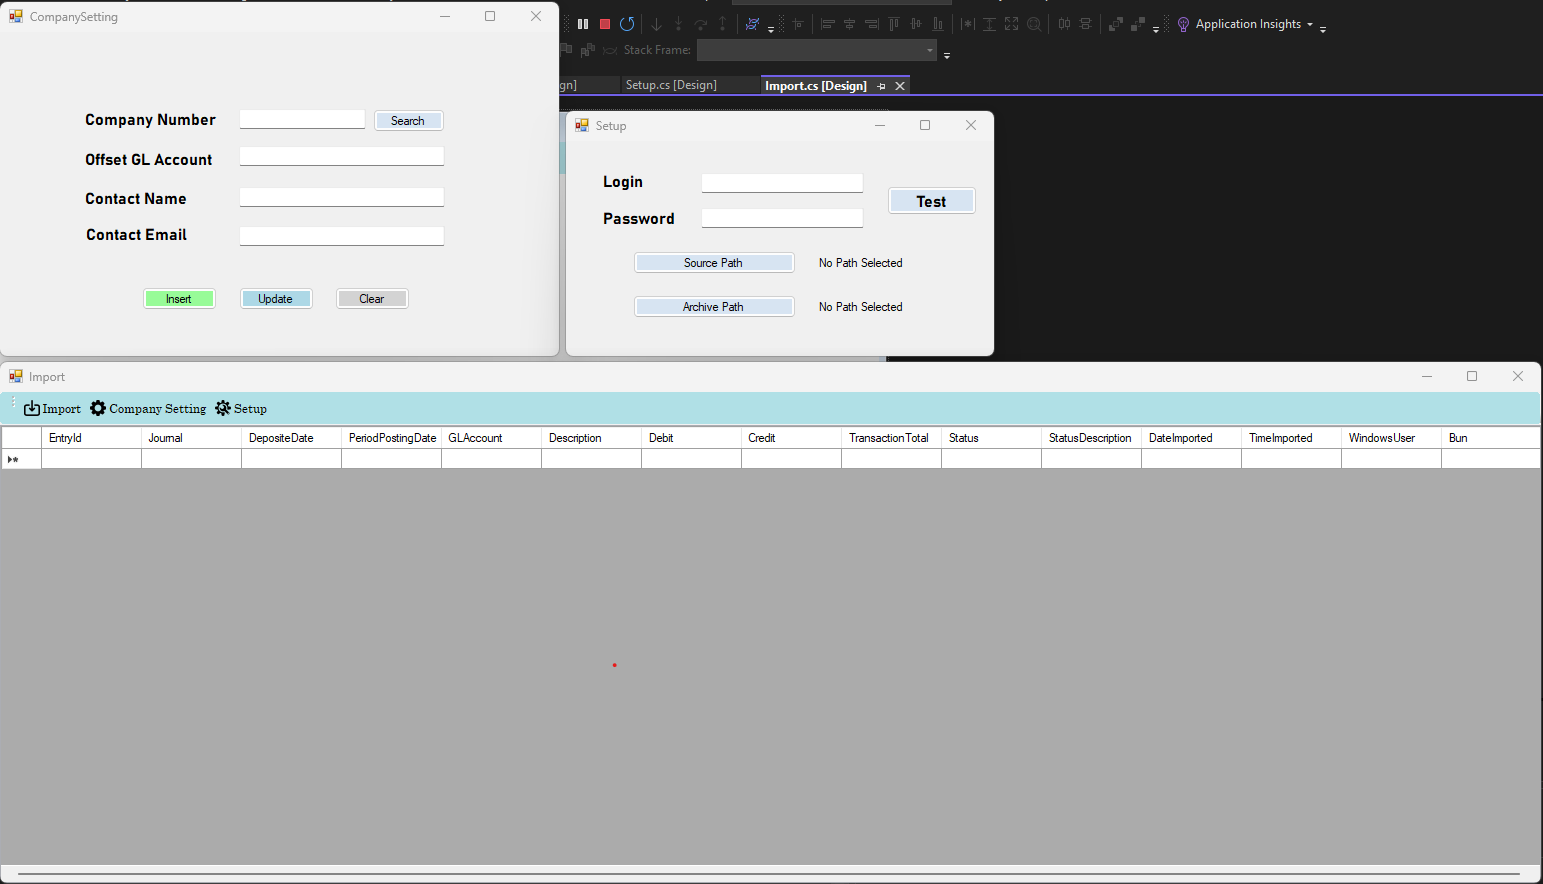 CompanySetting
Company Number
Search
Offset GL Account
Contact Name
Contact Email
Insert Update Clear
Application Insights
Stack Frame:
gn] Setup.cs [Design] Import.cs [Design]
Setup
Login
Password
Test
Source Path No Path Selected
Archive Path No Path Selected
Import
Import Company Setting Setup
EntryId Journal DepositeDate PeriodPostingDate GLAccount Description Debit Credit TransactionTotal Status StatusDescription DateImported TimeImported WindowsUser Bun